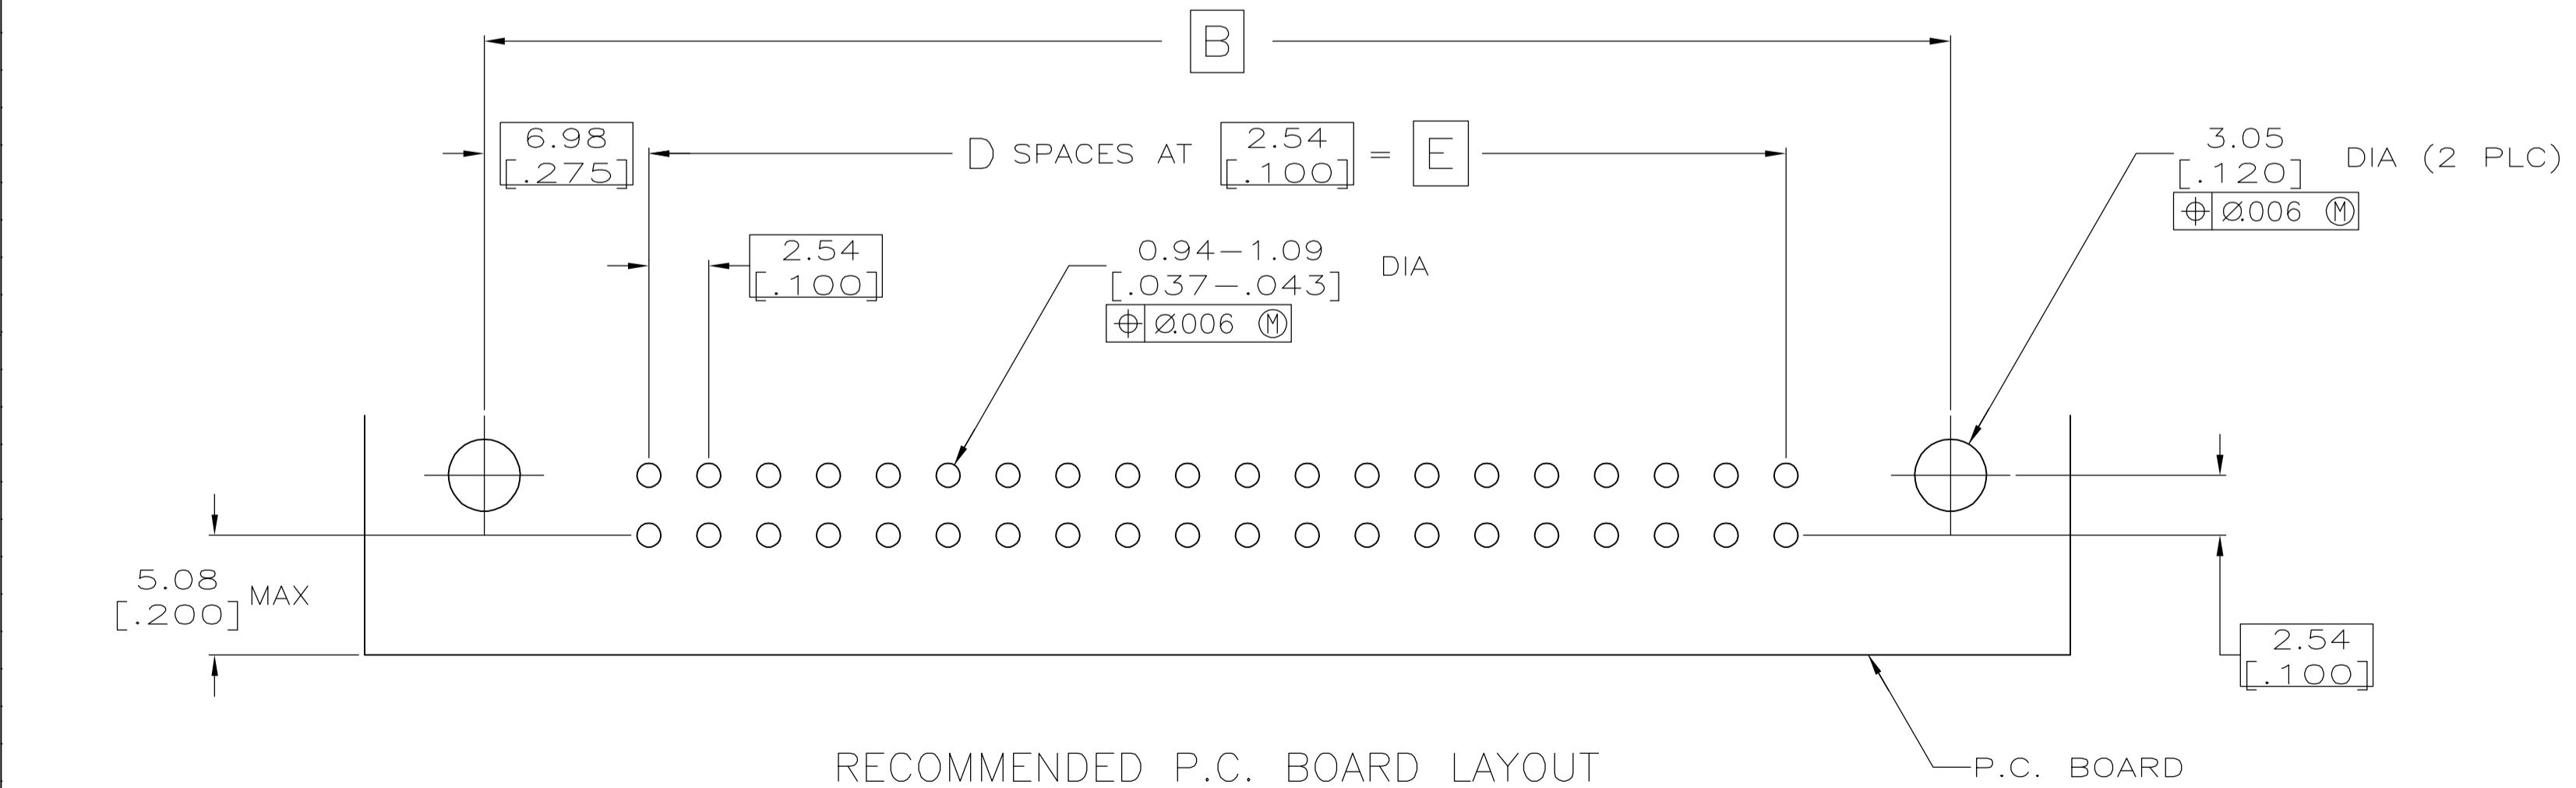 B
6.98
[.275]
D SPACES AT 2.54 = E
[.100]
3.05
[.120] DIA (2 PLC)
⌖ Ø.006 Ⓜ
2.54
[.100]
0.94-1.09
[.037-.043] DIA
⌖ Ø.006 Ⓜ
5.08
[.200] MAX
2.54
[.100]
RECOMMENDED P.C. BOARD LAYOUT
P.C. BOARD